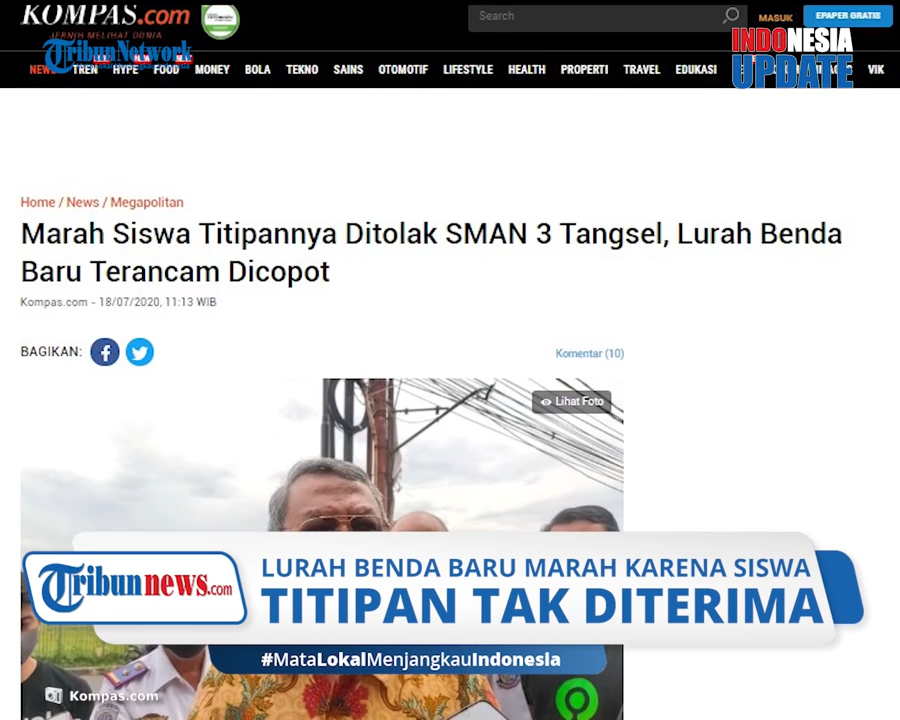 KOMPAS.com
JERNIH MELIHAT DUNIA
Search
MASUK
EPAPER GRATIS
TribunNetwork
INDONESIA
UPDATE
NEWS TREN HYPE FOOD MONEY BOLA TEKNO SAINS OTOMOTIF LIFESTYLE HEALTH PROPERTI TRAVEL EDUKASI VIK
Home / News / Megapolitan
Marah Siswa Titipannya Ditolak SMAN 3 Tangsel, Lurah Benda
Baru Terancam Dicopot
Kompas.com - 18/07/2020, 11:13 WIB
BAGIKAN:
Komentar (10)
Lihat Foto
Tribunnews.com
LURAH BENDA BARU MARAH KARENA SISWA
TITIPAN TAK DITERIMA
#MataLokalMenjangkauIndonesia
Kompas.com